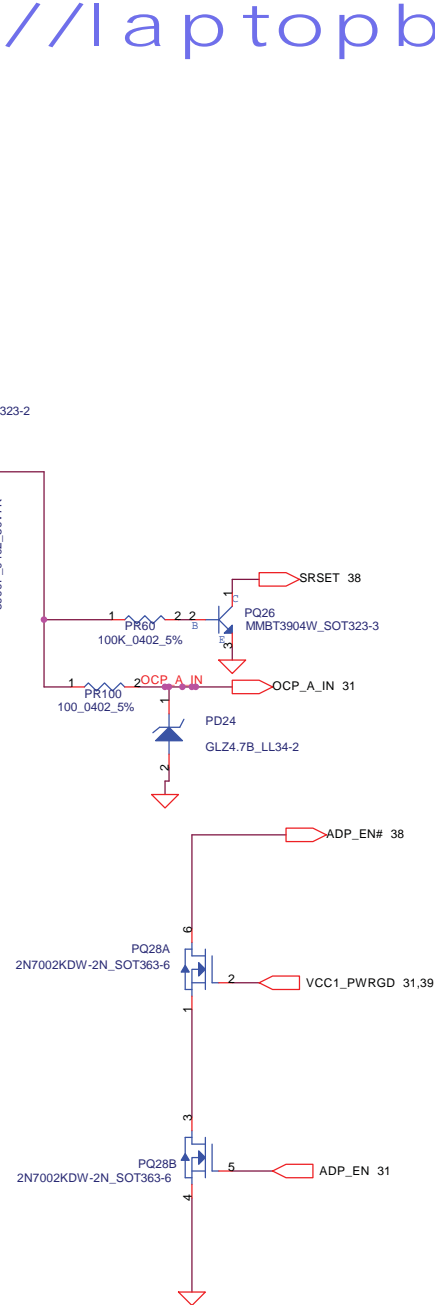 //laptopb
323-2
SRSET 38
1
C
PQ26
MMBT3904W_SOT323-3
1
2 2
B
PR60
100K_0402_5%
E
3
1
2
OCP_A_IN
OCP_A_IN 31
PR100
100_0402_5%
1
PD24
GLZ4.7B_LL34-2
2
ADP_EN# 38
6
PQ28A
2N7002KDW-2N_SOT363-6
2
VCC1_PWRGD 31,39
1
3
PQ28B
2N7002KDW-2N_SOT363-6
5
ADP_EN 31
4